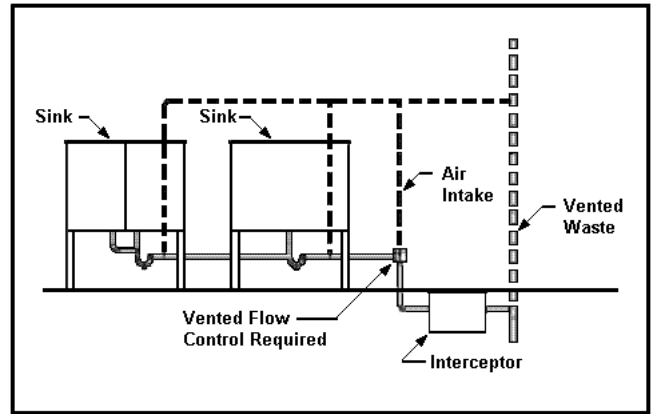 Sink
Sink
Air
Intake
Vented
Waste
Vented Flow
Control Required
Interceptor